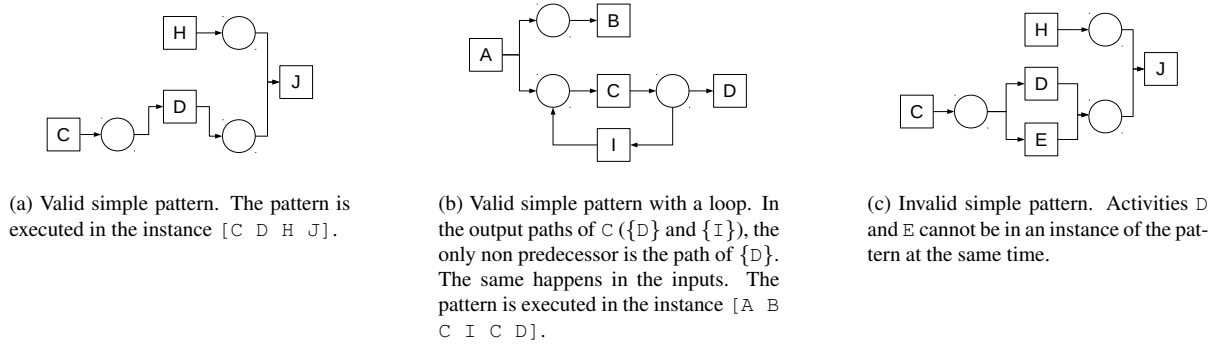 H
J
D
C
A
B
C
D
I
H
J
D
C
E
(a) Valid simple pattern. The pattern is
executed in the instance [C D H J].
(b) Valid simple pattern with a loop. In
the output paths of C ({D} and {I}), the
only non predecessor is the path of {D}.
The same happens in the inputs. The
pattern is executed in the instance [A B
C I C D].
(c) Invalid simple pattern. Activities D
and E cannot be in an instance of the pat-
tern at the same time.